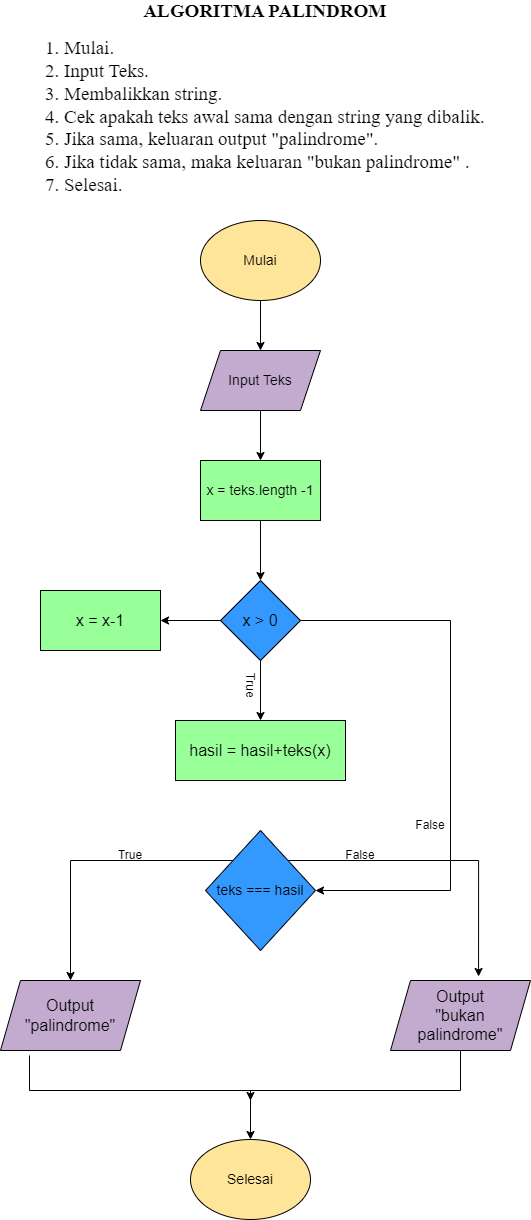 ALGORITMA PALINDROM
1. Mulai.
2. Input Teks.
3. Membalikkan string.
4. Cek apakah teks awal sama dengan string yang dibalik.
5. Jika sama, keluaran output "palindrome".
6. Jika tidak sama, maka keluaran "bukan palindrome" .
7. Selesai.
Mulai
Input Teks
x = teks.length -1
x = x-1
x > 0
True
hasil = hasil+teks(x)
False
True
False
teks === hasil
Output
"palindrome"
Output
"bukan
palindrome"
Selesai